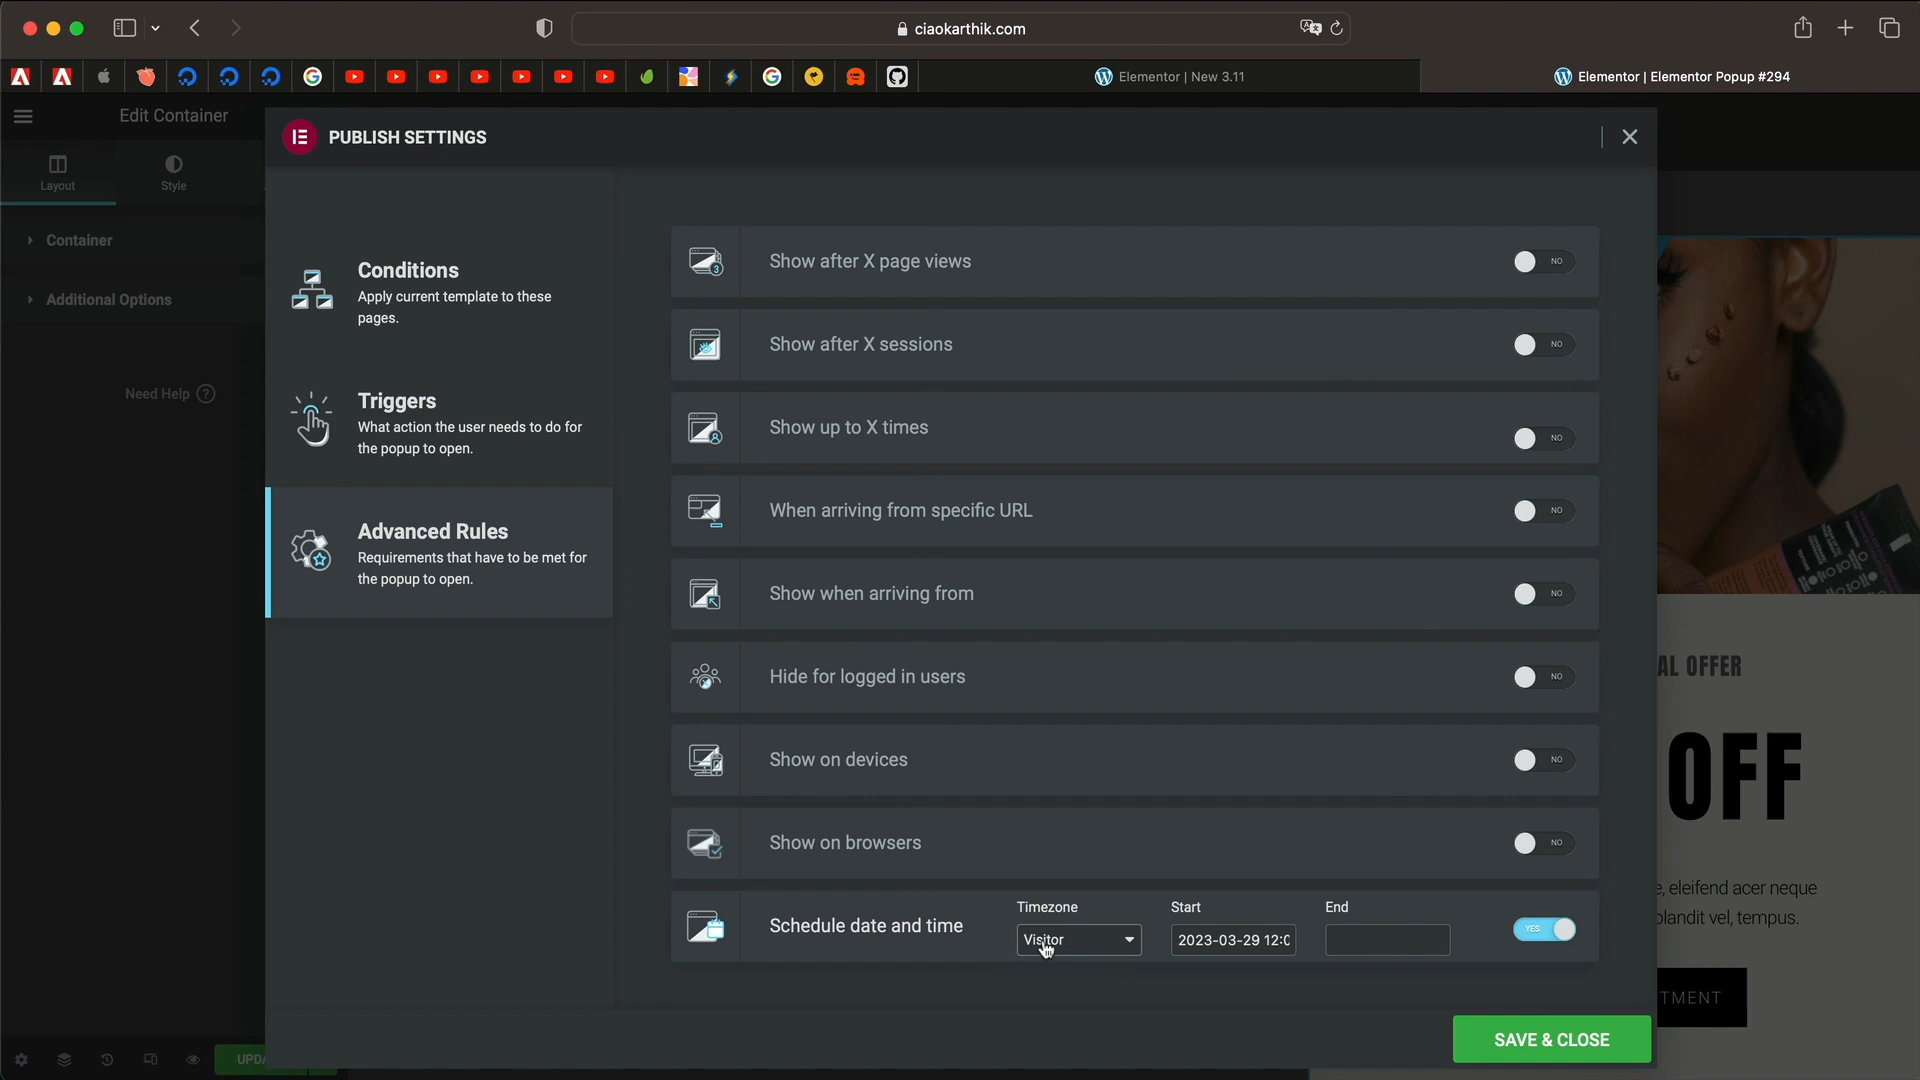 ciaokarthik.com
Elementor | New 3.11
Elementor | Elementor Popup #294
Edit Container
PUBLISH SETTINGS
Layout
Style
Container
Additional Options
Need Help
Conditions
Apply current template to these
pages.
Triggers
What action the user needs to do for
the popup to open.
Advanced Rules
Requirements that have to be met for
the popup to open.
Show after X page views
NO
Show after X sessions
NO
Show up to X times
NO
When arriving from specific URL
NO
Show when arriving from
NO
Hide for logged in users
NO
Show on devices
NO
Show on browsers
NO
Schedule date and time
Timezone
Visitor
Start
2023-03-29 12:0
End
YES
SAVE & CLOSE
UPDA
AL OFFER
OFF
e, eleifend acer neque
blandit vel, tempus.
TMENT